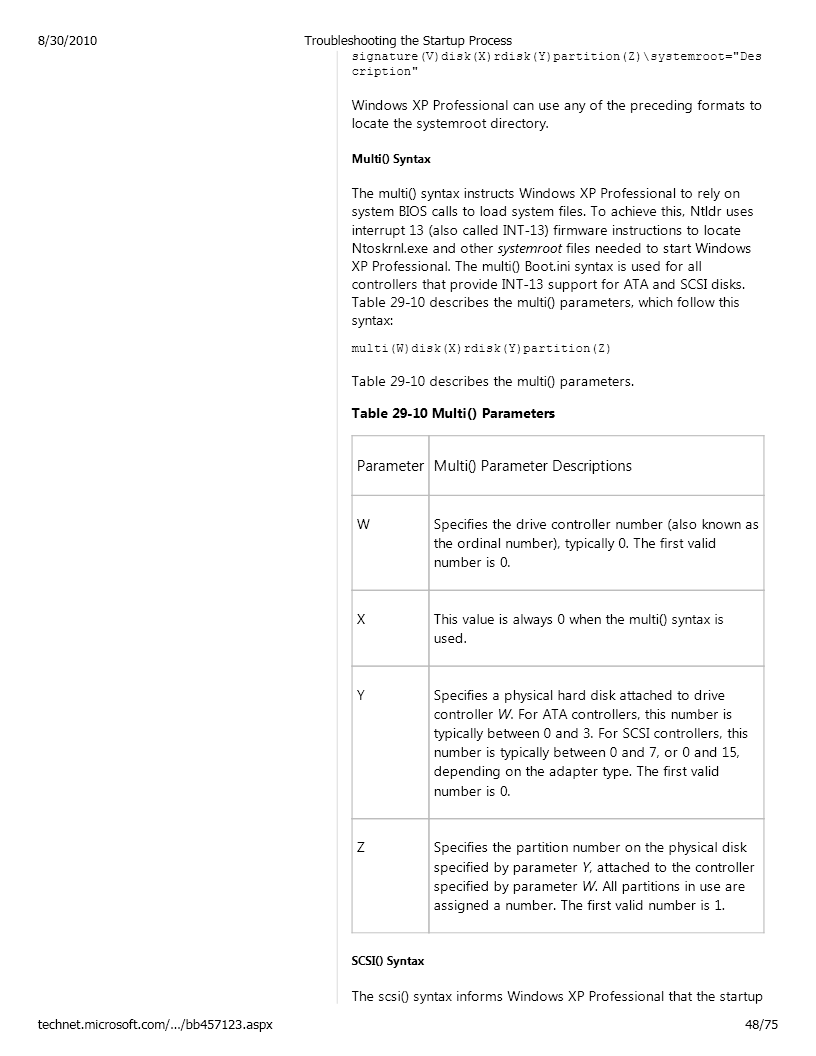 8/30/2010
Troubleshooting the Startup Process
signature(V)disk(X)rdisk(Y)partition(Z)\systemroot="Des
cription"
Windows XP Professional can use any of the preceding formats to
locate the systemroot directory.
Multi() Syntax
The multi() syntax instructs Windows XP Professional to rely on
system BIOS calls to load system files. To achieve this, Ntldr uses
interrupt 13 (also called INT-13) firmware instructions to locate
Ntoskrnl.exe and other systemroot files needed to start Windows
XP Professional. The multi() Boot.ini syntax is used for all
controllers that provide INT-13 support for ATA and SCSI disks.
Table 29-10 describes the multi() parameters, which follow this
syntax:
multi(W)disk(X)rdisk(Y)partition(Z)
Table 29-10 describes the multi() parameters.
Table 29-10 Multi() Parameters
Parameter
Multi() Parameter Descriptions
W
Specifies the drive controller number (also known as
the ordinal number), typically 0. The first valid
number is 0.
X
This value is always 0 when the multi() syntax is
used.
Y
Specifies a physical hard disk attached to drive
controller W. For ATA controllers, this number is
typically between 0 and 3. For SCSI controllers, this
number is typically between 0 and 7, or 0 and 15,
depending on the adapter type. The first valid
number is 0.
Z
Specifies the partition number on the physical disk
specified by parameter Y, attached to the controller
specified by parameter W. All partitions in use are
assigned a number. The first valid number is 1.
SCSI() Syntax
The scsi() syntax informs Windows XP Professional that the startup
technet.microsoft.com/.../bb457123.aspx
48/75